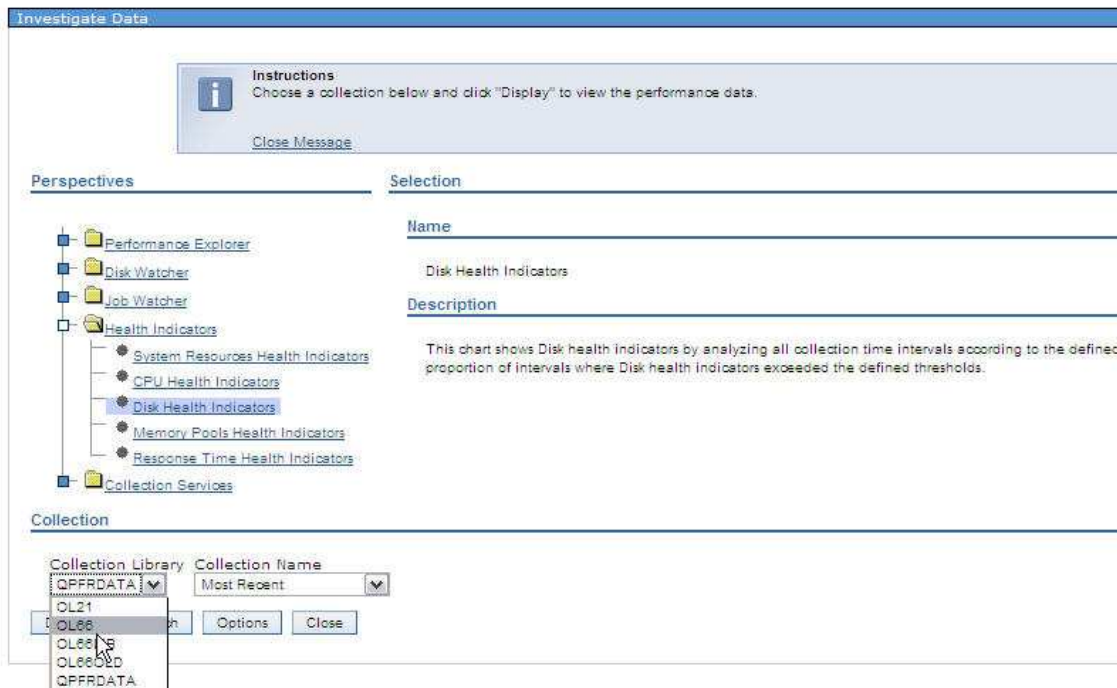 Investigate Data
Instructions
Choose a collection below and click "Display" to view the performance data.
Close Message
Perspectives
Selection
Performance Explorer
Disk Watcher
Job Watcher
Health Indicators
System Resources Health Indicators
CPU Health Indicators
Disk Health Indicators
Memory Pools Health Indicators
Response Time Health Indicators
Collection Services
Name
Disk Health Indicators
Description
This chart shows Disk health indicators by analyzing all collection time intervals according to the defined
proportion of intervals where Disk health indicators exceeded the defined thresholds.
Collection
Collection Library Collection Name
QPFRDATA Most Recent
OL21
OL66
OL66OLD
QPFRDATA
Options Close